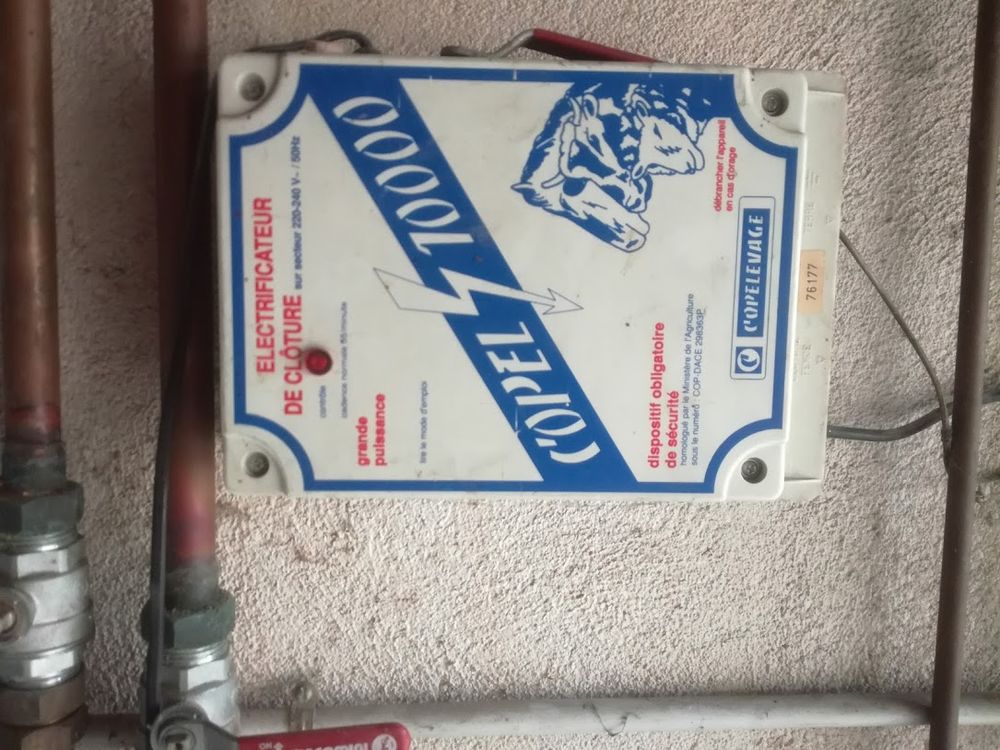 ELECTRIFICATEUR
DE CLÔTURE sur secteur 220-240 V~ / 50Hz
contrôle
cadence normale 55/minute
grande
puissance
lire le mode d'emploi
COPEL 10000
débrancher l'appareil
en cas d'orage
dispositif obligatoire
de sécurité
homologué par le Ministère de l'Agriculture
sous le numéro : COP-DACE 298363P
COPELEVAGE
76177
TERRE